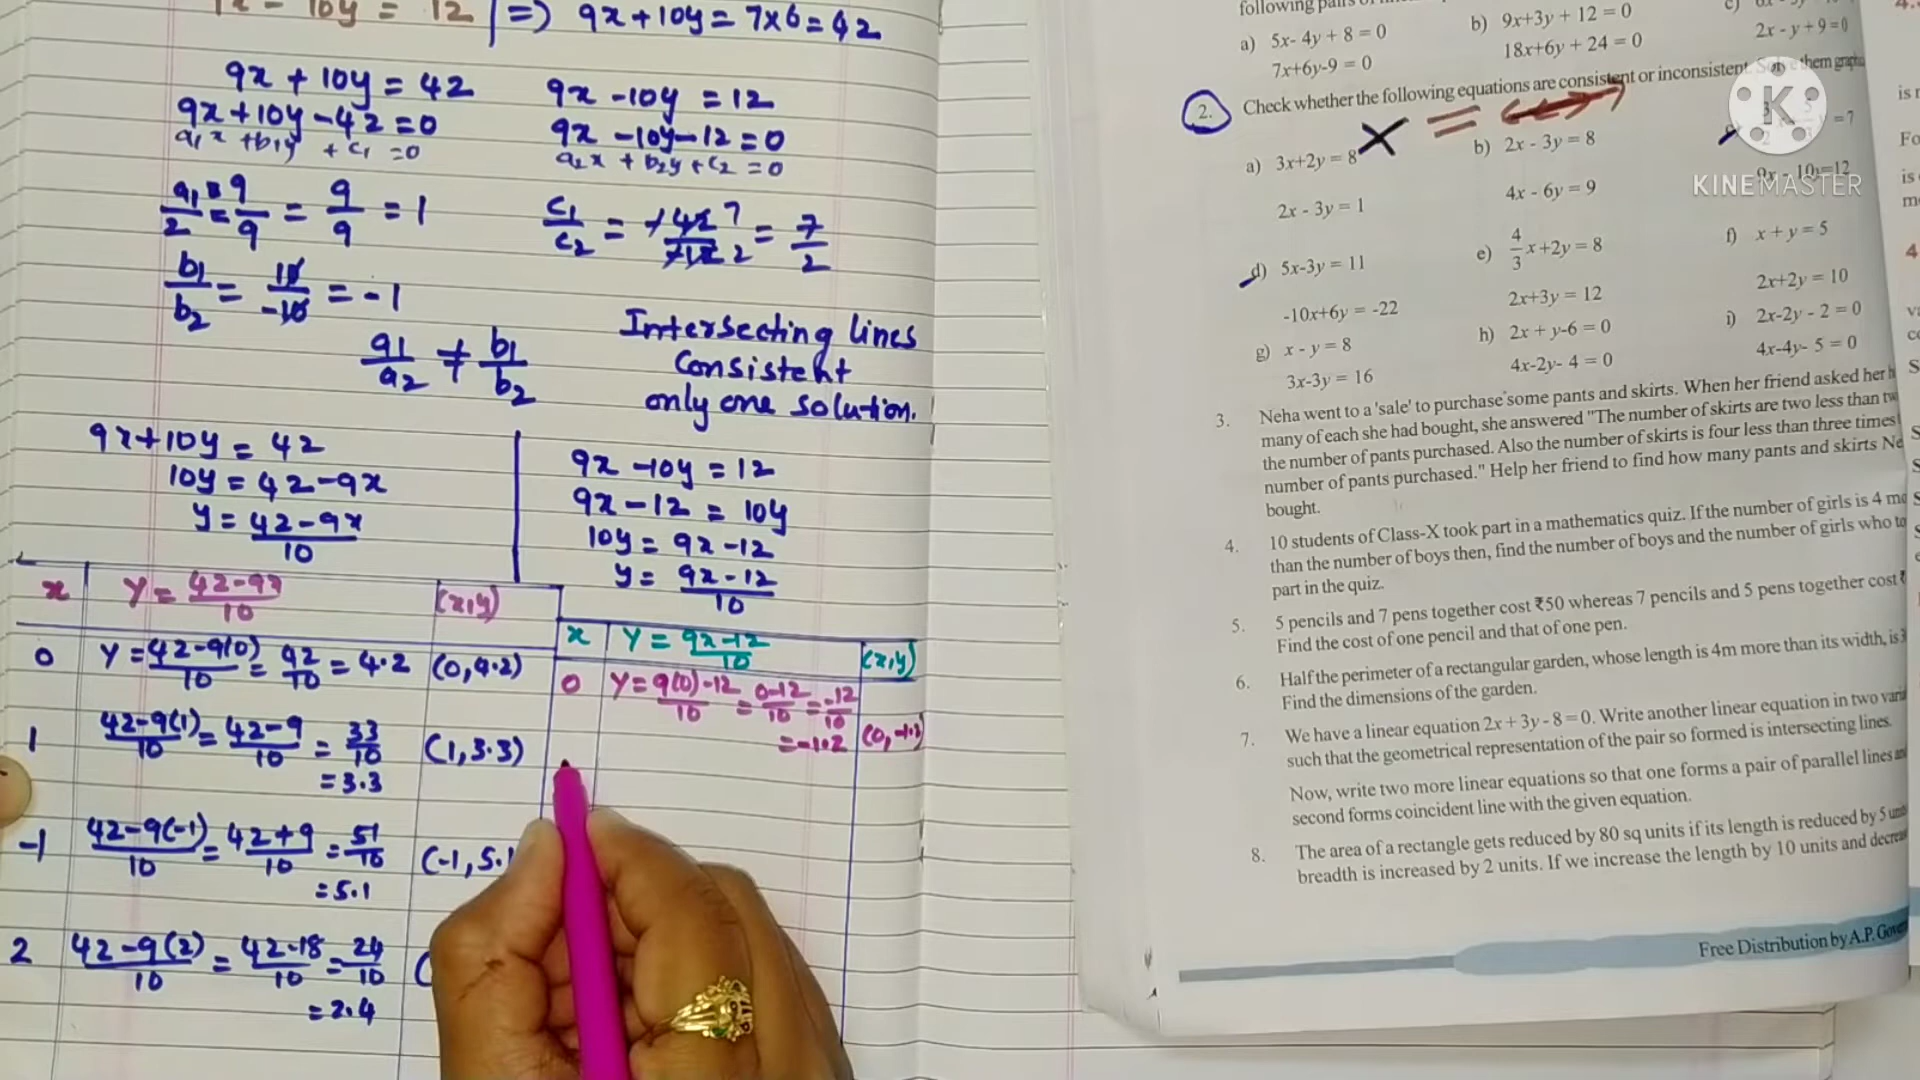 9x + 10y = 7x6 = 42
9x + 10y = 42
9x + 10y - 42 = 0
a1x + b1y + c1 = 0
9x - 10y = 12
9x - 10y - 12 = 0
a2x + b2y + c2 = 0
= 9/9 = 1
b1/b2 = 10/-10 = -1
= 7/2
a1/a2 ≠ b1/b2
Intersecting lines
Consistent
only one solution.
9x + 10y = 42
10y = 42 - 9x
y = 42 - 9x / 10
9x - 10y = 12
9x - 12 = 10y
10y = 9x - 12
y = 9x - 12 / 10
x Y = 42 - 9x / 10 (x,y)
0 Y = 42 - 9(0) / 10 = 42/10 = 4.2 (0,4.2)
1 42 - 9(1) / 10 = 42 - 9 / 10 = 33/10 (1,3.3)
= 3.3
-1 42 - 9(-1) / 10 = 42 + 9 / 10 = 51/10 (-1,5.1
= 5.1
2 42 - 9(2) / 10 = 42 - 18 / 10 = 24/10 (
= 2.4
x Y = 9x - 12 / 10 (x,y)
0 Y = 9(0) - 12 / 10 = 0-12 / 10 = -12/10
= -1.2 (0,-1.2)
following
a) 5x- 4y + 8 = 0
7x+6y-9 = 0
b) 9x+3y + 12 = 0
18x+6y + 24 = 0
2x - y + 9 = 0
2. Check whether the following equations are consistent or inconsistent. Solve them
a) 3x+2y = 8
2x - 3y = 1
b) 2x - 3y = 8
4x - 6y = 9
y = 7
9x - 10y = 12
d) 5x-3y = 11
-10x+6y = -22
e) 4/3 x+2y = 8
2x+3y = 12
f) x + y = 5
2x+2y = 10
g) x - y = 8
3x-3y = 16
h) 2x + y-6 = 0
4x-2y- 4 = 0
i) 2x-2y - 2 = 0
4x-4y- 5 = 0
3. Neha went to a 'sale' to purchase some pants and skirts. When her friend asked her
many of each she had bought, she answered "The number of skirts are two less than
the number of pants purchased. Also the number of skirts is four less than three times
number of pants purchased." Help her friend to find how many pants and skirts
bought.
4. 10 students of Class-X took part in a mathematics quiz. If the number of girls is 4
than the number of boys then, find the number of boys and the number of girls who
part in the quiz.
5. 5 pencils and 7 pens together cost ₹50 whereas 7 pencils and 5 pens together cost ₹
Find the cost of one pencil and that of one pen.
6. Half the perimeter of a rectangular garden, whose length is 4m more than its width, is
Find the dimensions of the garden.
7. We have a linear equation 2x + 3y - 8 = 0. Write another linear equation in two
such that the geometrical representation of the pair so formed is intersecting lines.
Now, write two more linear equations so that one forms a pair of parallel lines
second forms coincident line with the given equation.
8. The area of a rectangle gets reduced by 80 sq units if its length is reduced by 5
breadth is increased by 2 units. If we increase the length by 10 units and
Free Distribution by A.P.
KINEMASTER